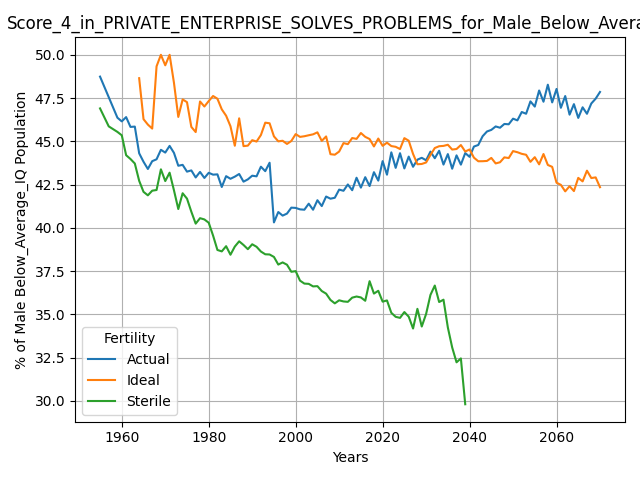 Score_4_in_PRIVATE_ENTERPRISE_SOLVES_PROBLEMS_for_Male_Below_Avera
50.0
47.5
45.0
42.5
40.0
37.5
35.0
32.5
30.0
% of Male Below_Average_IQ Population
Fertility
Actual
Ideal
Sterile
1960
1980
2000
2020
2040
2060
Years